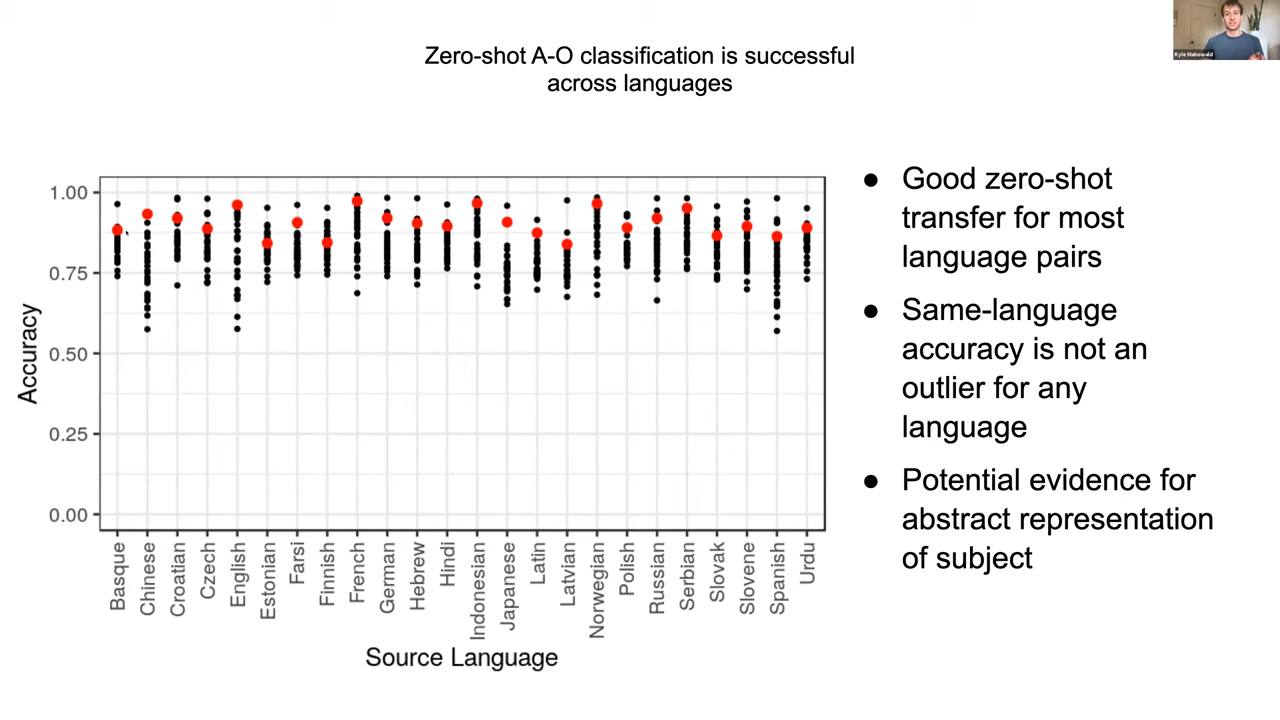 Kyle Mahowald
Zero-shot A-O classification is successful
across languages
1.00
0.75
0.50
0.25
0.00
Accuracy
Basque
Chinese
Croatian
Czech
English
Estonian
Farsi
Finnish
French
German
Hebrew
Hindi
Indonesian
Japanese
Latin
Latvian
Norwegian
Polish
Russian
Serbian
Slovak
Slovene
Spanish
Urdu
Source Language
● Good zero-shot
transfer for most
language pairs
● Same-language
accuracy is not an
outlier for any
language
● Potential evidence for
abstract representation
of subject